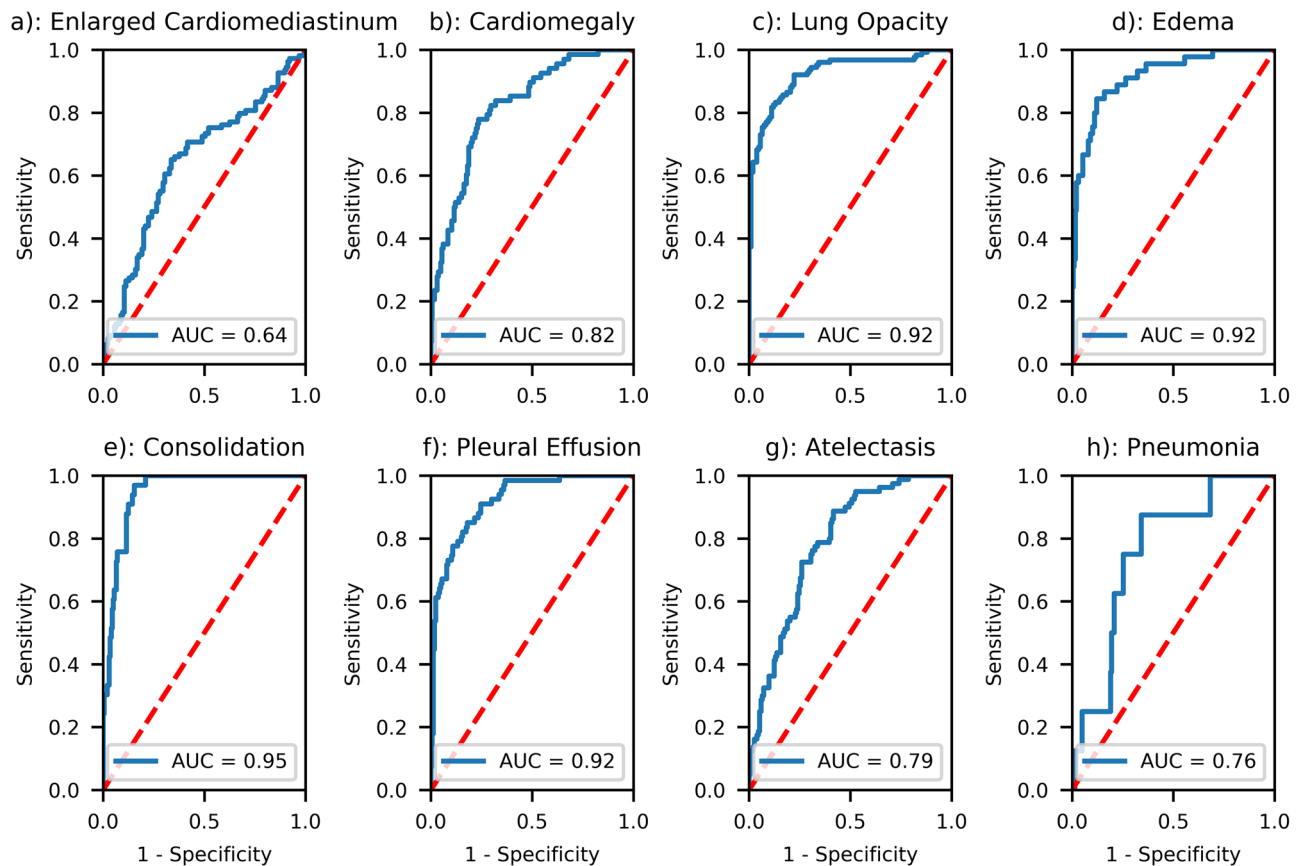 a): Enlarged Cardiomediastinum
b): Cardiomegaly
c): Lung Opacity
d): Edema
1.0
0.8
0.6
0.4
0.2
0.0
Sensitivity
AUC = 0.64
0.0 0.5 1.0
1.0
0.8
0.6
0.4
0.2
0.0
Sensitivity
AUC = 0.82
0.0 0.5 1.0
1.0
0.8
0.6
0.4
0.2
0.0
Sensitivity
AUC = 0.92
0.0 0.5 1.0
1.0
0.8
0.6
0.4
0.2
0.0
Sensitivity
AUC = 0.92
0.0 0.5 1.0
e): Consolidation
f): Pleural Effusion
g): Atelectasis
h): Pneumonia
1.0
0.8
0.6
0.4
0.2
0.0
Sensitivity
AUC = 0.95
0.0 0.5 1.0
1 - Specificity
1.0
0.8
0.6
0.4
0.2
0.0
Sensitivity
AUC = 0.92
0.0 0.5 1.0
1 - Specificity
1.0
0.8
0.6
0.4
0.2
0.0
Sensitivity
AUC = 0.79
0.0 0.5 1.0
1 - Specificity
1.0
0.8
0.6
0.4
0.2
0.0
Sensitivity
AUC = 0.76
0.0 0.5 1.0
1 - Specificity